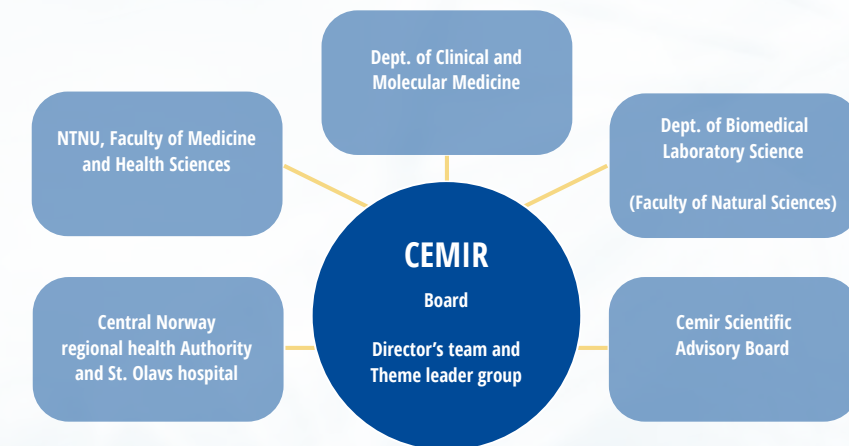 Dept. of Clinical and
Molecular Medicine
NTNU, Faculty of Medicine
and Health Sciences
Dept. of Biomedical
Laboratory Science
(Faculty of Natural Sciences)
CEMIR
Board
Director’s team and
Theme leader group
Central Norway
regional health Authority
and St. Olavs hospital
Cemir Scientific
Advisory Board